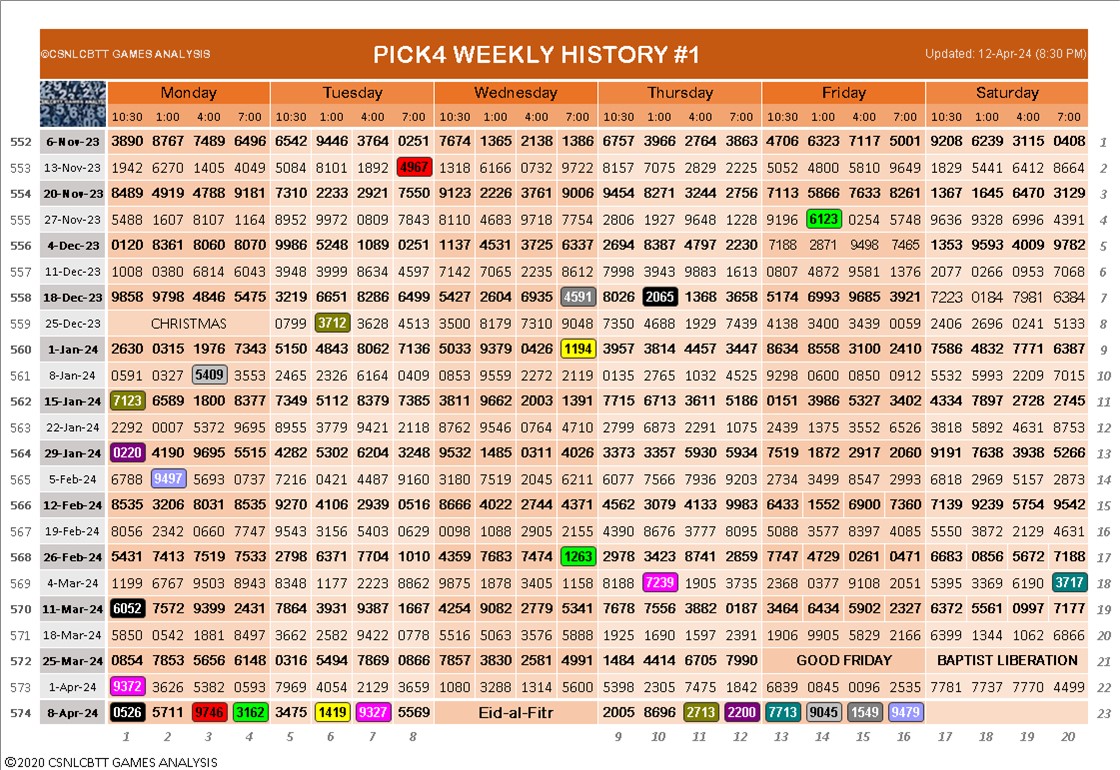 ©CSNLCBTT GAMES ANALYSIS PICK4 WEEKLY HISTORY #1 Updated: 12-Apr-24 (8:30 PM)
Monday Tuesday Wednesday Thursday Friday Saturday
10:30 1:00 4:00 7:00 10:30 1:00 4:00 7:00 10:30 1:00 4:00 7:00 10:30 1:00 4:00 7:00 10:30 1:00 4:00 7:00 10:30 1:00 4:00 7:00
552 6-Nov-23 3890 8767 7489 6496 6542 9446 3764 0251 7674 1365 2138 1386 6757 3966 2764 3863 4706 6323 7117 5001 9208 6239 3115 0408 1
553 13-Nov-23 1942 6270 1405 4049 5084 8101 1892 4967 1318 6166 0732 9722 8157 7075 2829 2225 5052 4800 5810 9649 1829 5441 6412 8664 2
554 20-Nov-23 8489 4919 4788 9181 7310 2233 2921 7550 9123 2226 3761 9006 9454 8271 3244 2756 7113 5866 7633 8261 1367 1645 6470 3129 3
555 27-Nov-23 5488 1607 8107 1164 8952 9972 0809 7843 8110 4683 9718 7754 2806 1927 9648 1228 9196 6123 0254 5748 9636 9328 6996 4391 4
556 4-Dec-23 0120 8361 8060 8070 9986 5248 1089 0251 1137 4531 3725 6337 2694 8387 4797 2230 7188 2871 9498 7465 1353 9593 4009 9782 5
557 11-Dec-23 1008 0380 6814 6043 3948 3999 8634 4597 7142 7065 2235 8612 7998 3943 9883 1613 0807 4872 9581 1376 2077 0266 0953 7068 6
558 18-Dec-23 9858 9798 4846 5475 3219 6651 8286 6499 5427 2604 6935 4591 8026 2065 1368 3658 5174 6993 9685 3921 7223 0184 7981 6384 7
559 25-Dec-23 CHRISTMAS 0799 3712 3628 4513 3500 8179 7310 9048 7350 4688 1929 7439 4138 3400 3439 0059 2406 2696 0241 5133 8
560 1-Jan-24 2630 0315 1976 7343 5150 4843 8062 7136 5033 9379 0426 1194 3957 3814 4457 3447 8634 8558 3100 2410 7586 4832 7771 6387 9
561 8-Jan-24 0591 0327 5409 3553 2465 2326 6164 0409 0853 9559 2272 2119 0135 2765 1032 4525 9298 0600 0850 0912 5532 5993 2209 7015 10
562 15-Jan-24 7123 6589 1800 8377 7349 5112 8379 7385 3811 9662 2003 1391 7715 6713 3611 5186 0151 3986 5327 3402 4334 7897 2728 2745 11
563 22-Jan-24 2292 0007 5372 9695 8955 3779 9421 2118 8762 9546 0764 4710 2799 6873 2291 1075 2439 1375 3552 6526 3818 5892 4631 8753 12
564 29-Jan-24 0220 4190 9695 5515 4282 5302 6204 3248 9532 1485 0311 4026 3373 3357 5930 5934 7519 1872 2917 2060 9191 7638 3938 5266 13
565 5-Feb-24 6788 9497 5693 0737 7216 0421 4487 9160 3180 7519 2045 6211 6077 7566 7936 9203 2734 3499 8547 2993 6818 2969 5157 2873 14
566 12-Feb-24 8535 3206 8031 8535 9270 4106 2939 0516 8666 4022 2744 4371 4562 3079 4133 9983 6433 1552 6900 7360 7139 9239 5754 9542 15
567 19-Feb-24 8056 2342 0660 7747 9543 3156 5403 0629 0098 1088 2905 2155 4390 8676 3777 8095 5088 3577 8397 4085 5550 3872 2129 4631 16
568 26-Feb-24 5431 7413 7519 7533 2798 6371 7704 1010 4359 7683 7474 1263 2978 3423 8741 2859 7747 4729 0261 0471 6683 0856 5672 7188 17
569 4-Mar-24 1199 6767 9503 8943 8348 1177 2223 8862 9875 1878 3405 1158 8188 7239 1905 3735 2368 0377 9108 2051 5395 3369 6190 3717 18
570 11-Mar-24 6052 7572 9399 2431 7864 3931 9387 1667 4254 9082 2779 5341 7678 7556 3882 0187 3464 6434 5902 2327 6372 5561 0997 7177 19
571 18-Mar-24 5850 0542 1881 8497 3662 2582 9422 0778 5516 5063 3576 5888 1925 1690 1597 2391 1906 9905 5829 2166 6399 1344 1062 6866 20
572 25-Mar-24 0854 7853 5656 6148 0316 5494 7869 0866 7857 3830 2581 4991 1484 4414 6705 7990 GOOD FRIDAY BAPTIST LIBERATION 21
573 1-Apr-24 9372 3626 5382 0593 7969 4054 2129 3659 1080 3288 1314 5600 5398 2305 7475 1842 6839 0845 0096 2535 7781 7737 7770 4499 22
574 8-Apr-24 0526 5711 9746 3162 3475 1419 9327 5569 Eid-al-Fitr 2005 8696 2713 2200 7713 9045 1549 9479 23
1 2 3 4 5 6 7 8 9 10 11 12 13 14 15 16 17 18 19 20
©2020 CSNLCBTT GAMES ANALYSIS